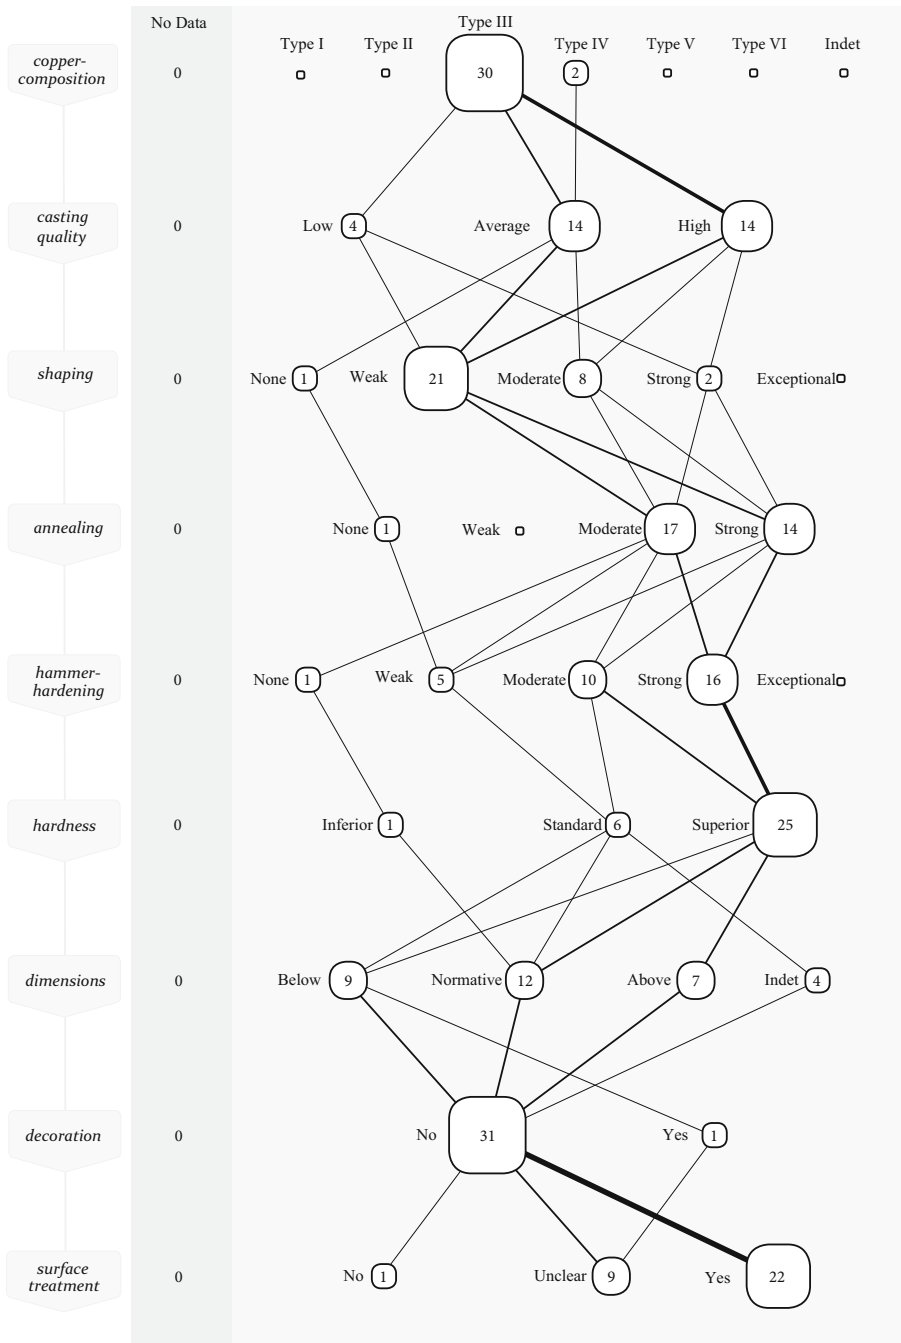 No Data
Type III
Type I
Type II
Type IV
Type V
Type VI
Indet
copper-
composition
0
30
2
casting
quality
0
Low 4
Average 14
High 14
shaping
0
None 1
Weak 21
Moderate 8
Strong 2
Exceptional
annealing
0
None 1
Weak
Moderate 17
Strong 14
hammer-
hardening
0
None 1
Weak 5
Moderate 10
Strong 16
Exceptional
hardness
0
Inferior 1
Standard 6
Superior 25
dimensions
0
Below 9
Normative 12
Above 7
Indet 4
decoration
0
No 31
Yes 1
surface
treatment
0
No 1
Unclear 9
Yes 22